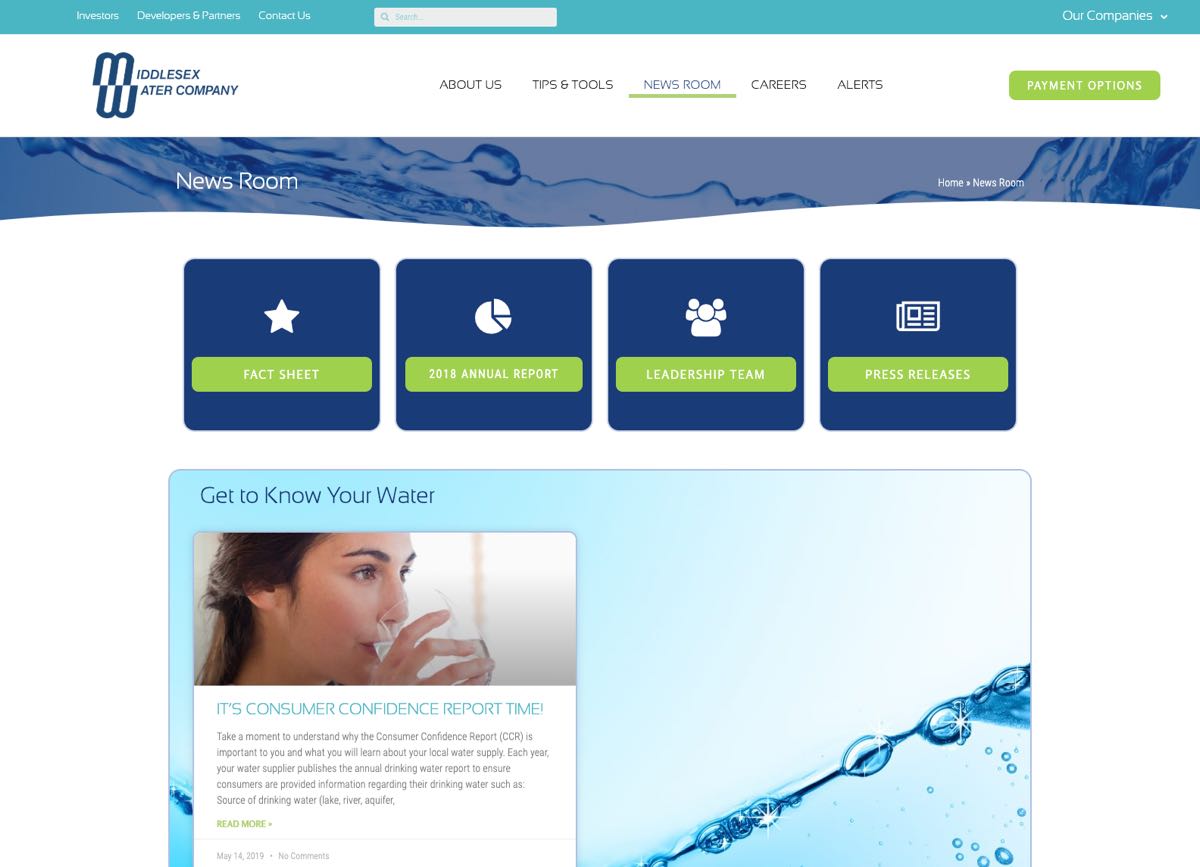 Investors Developers & Partners Contact Us Search... Our Companies
IDDLESEX
ATER COMPANY
ABOUT US TIPS & TOOLS NEWS ROOM CAREERS ALERTS PAYMENT OPTIONS
News Room
Home » News Room
FACT SHEET 2018 ANNUAL REPORT LEADERSHIP TEAM PRESS RELEASES
Get to Know Your Water
IT'S CONSUMER CONFIDENCE REPORT TIME!
Take a moment to understand why the Consumer Confidence Report (CCR) is
important to you and what you will learn about your local water supply. Each year,
your water supplier publishes the annual drinking water report to ensure
consumers are provided information regarding their drinking water such as:
Source of drinking water (lake, river, aquifer,
READ MORE »
May 14, 2019 • No Comments